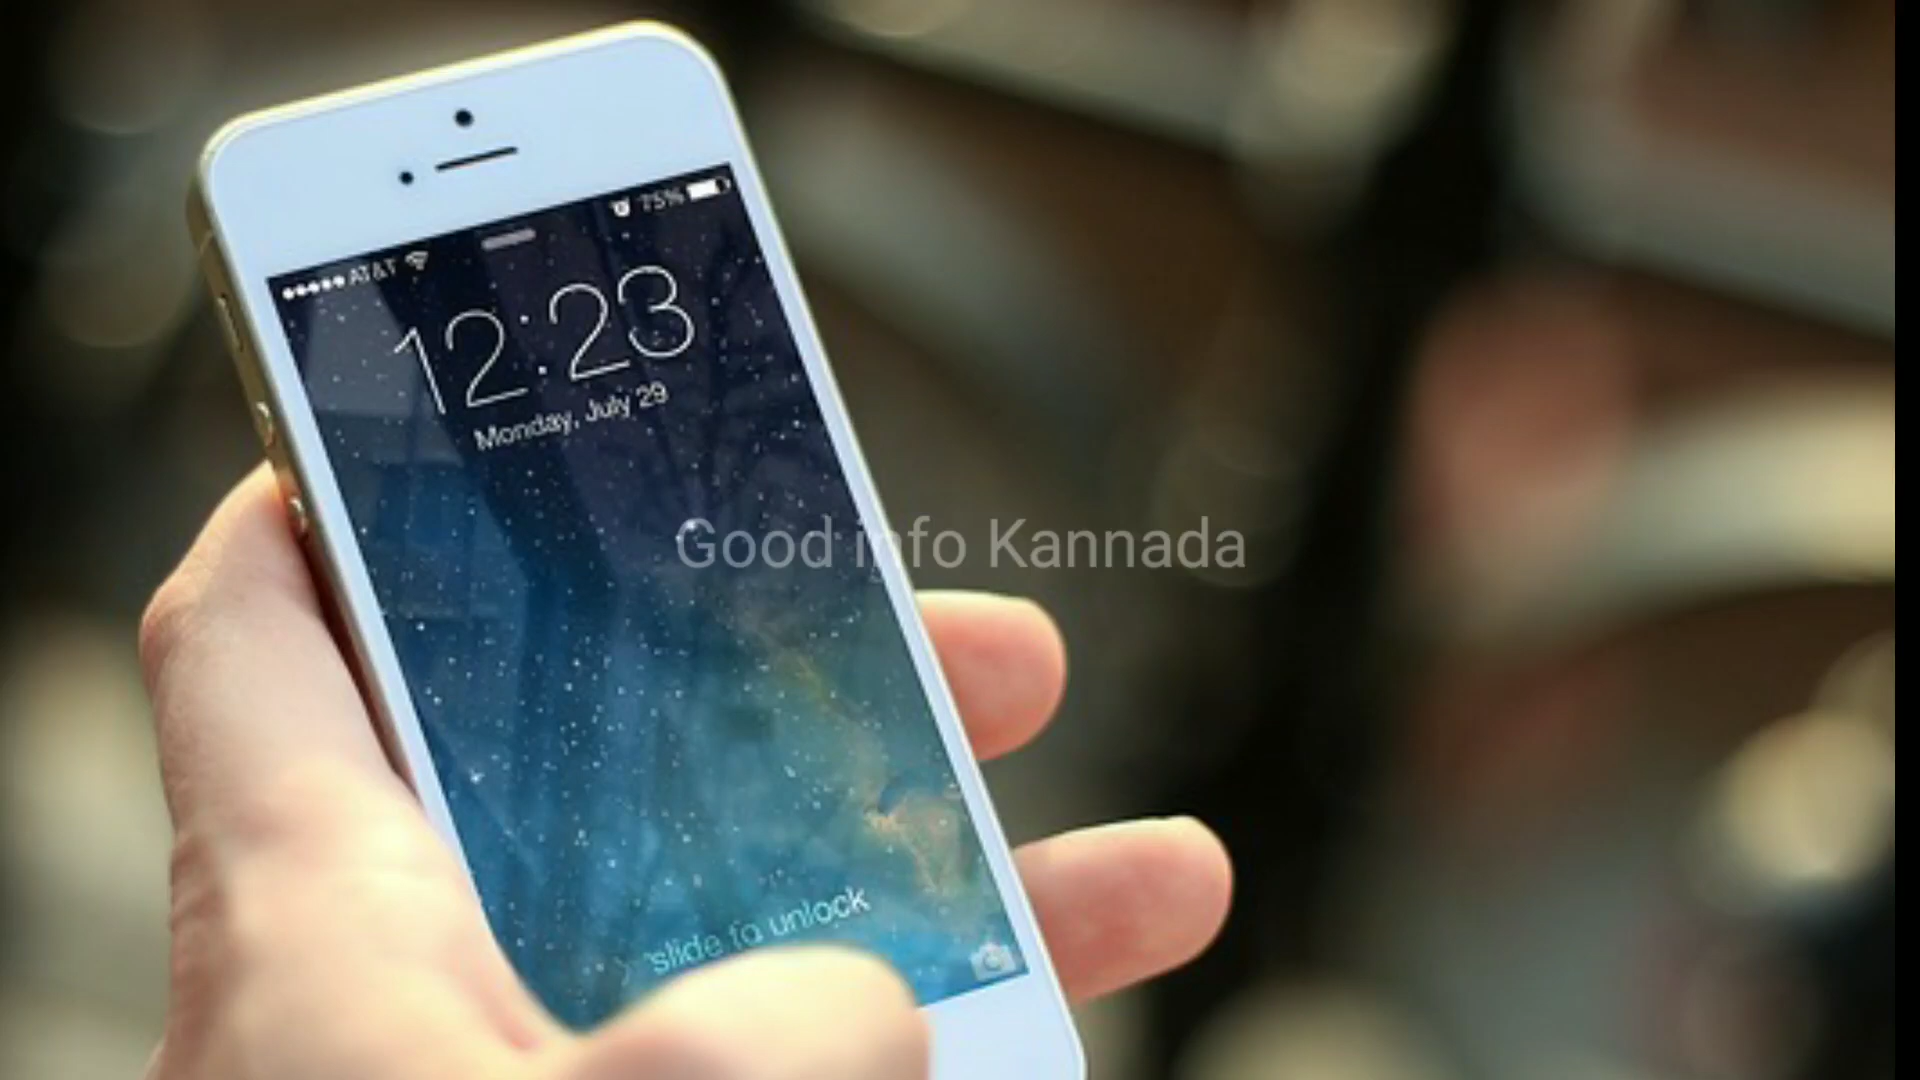 ●●●●● AT&T 75%
12:23
Monday, July 29
Good info Kannada
slide to unlock